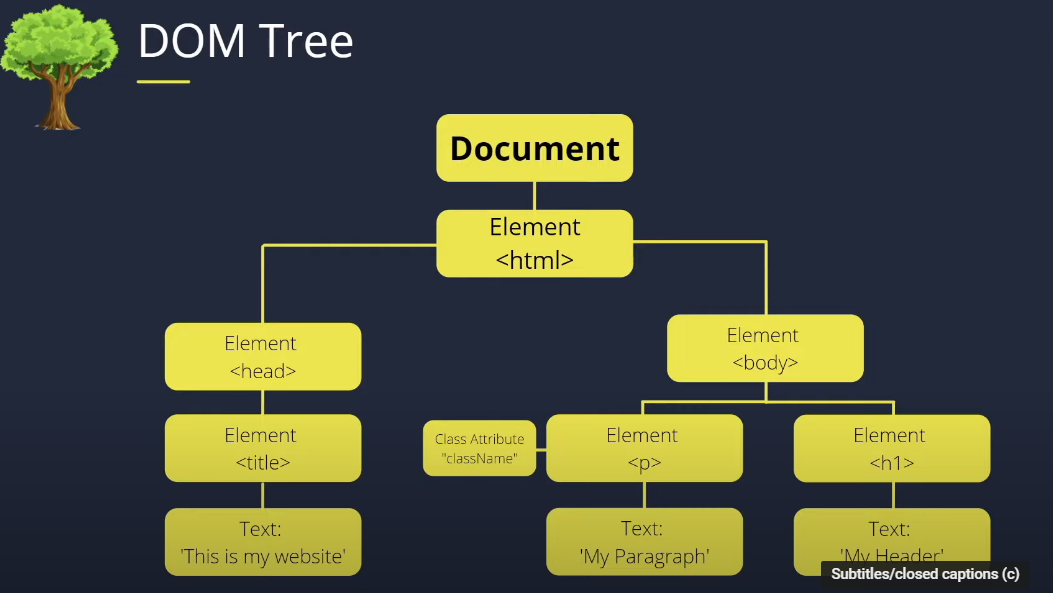 DOM Tree
Document
Element
<html>
Element
<head>
Element
<body>
Element
<title>
Class Attribute
"className"
Element
<p>
Element
<h1>
Text:
'This is my website'
Text:
'My Paragraph'
Text:
'My Header'
Subtitles/closed captions (c)